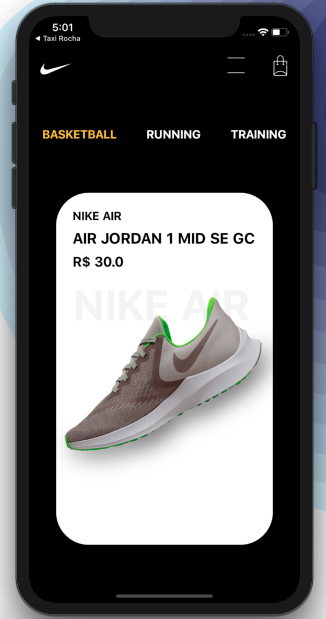 5:01
◀ Taxi Rocha
BASKETBALL RUNNING TRAINING
NIKE AIR
AIR JORDAN 1 MID SE GC
R$ 30.0
NIKE AIR